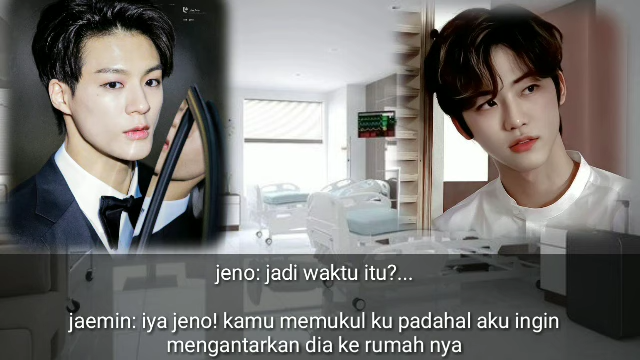 jeno: jadi waktu itu?...
jaemin: iya jeno! kamu memukul ku padahal aku ingin
mengantarkan dia ke rumah nya